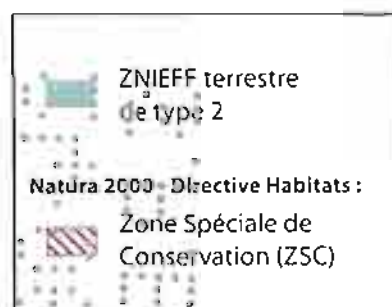 ZNIEFF terrestre
de type 2
Natura 2000 - Directive Habitats :
Zone Spéciale de
Conservation (ZSC)